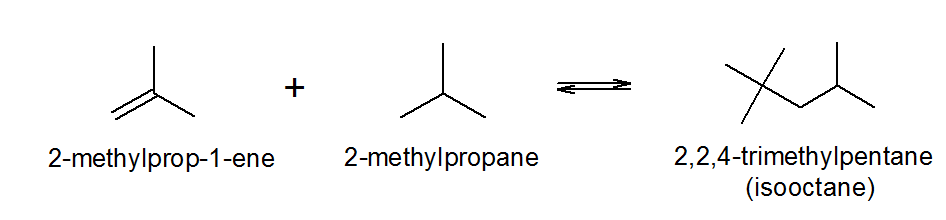 +
2-methylprop-1-ene
2-methylpropane
2,2,4-trimethylpentane
(isooctane)